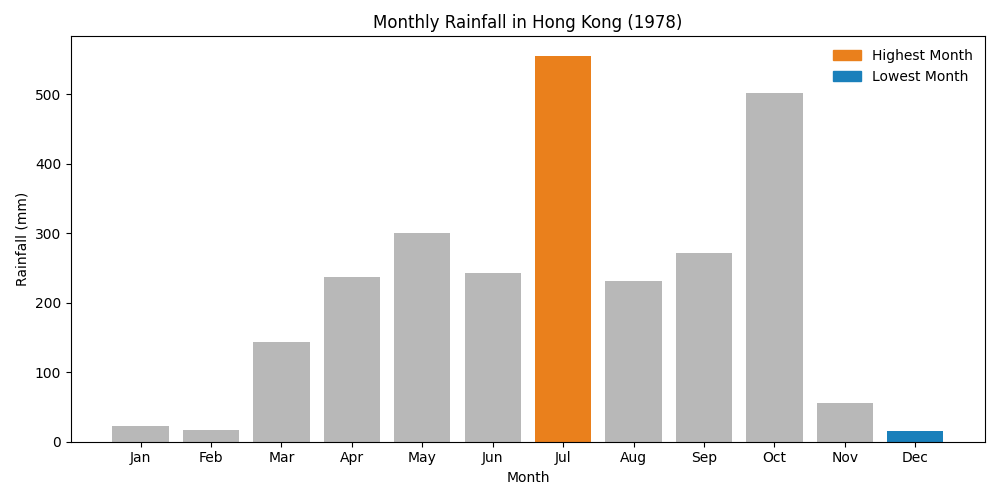 Monthly Rainfall in Hong Kong (1978)
Highest Month
Lowest Month
Rainfall (mm)
500
400
300
200
100
0
Jan Feb Mar Apr May Jun Jul Aug Sep Oct Nov Dec
Month